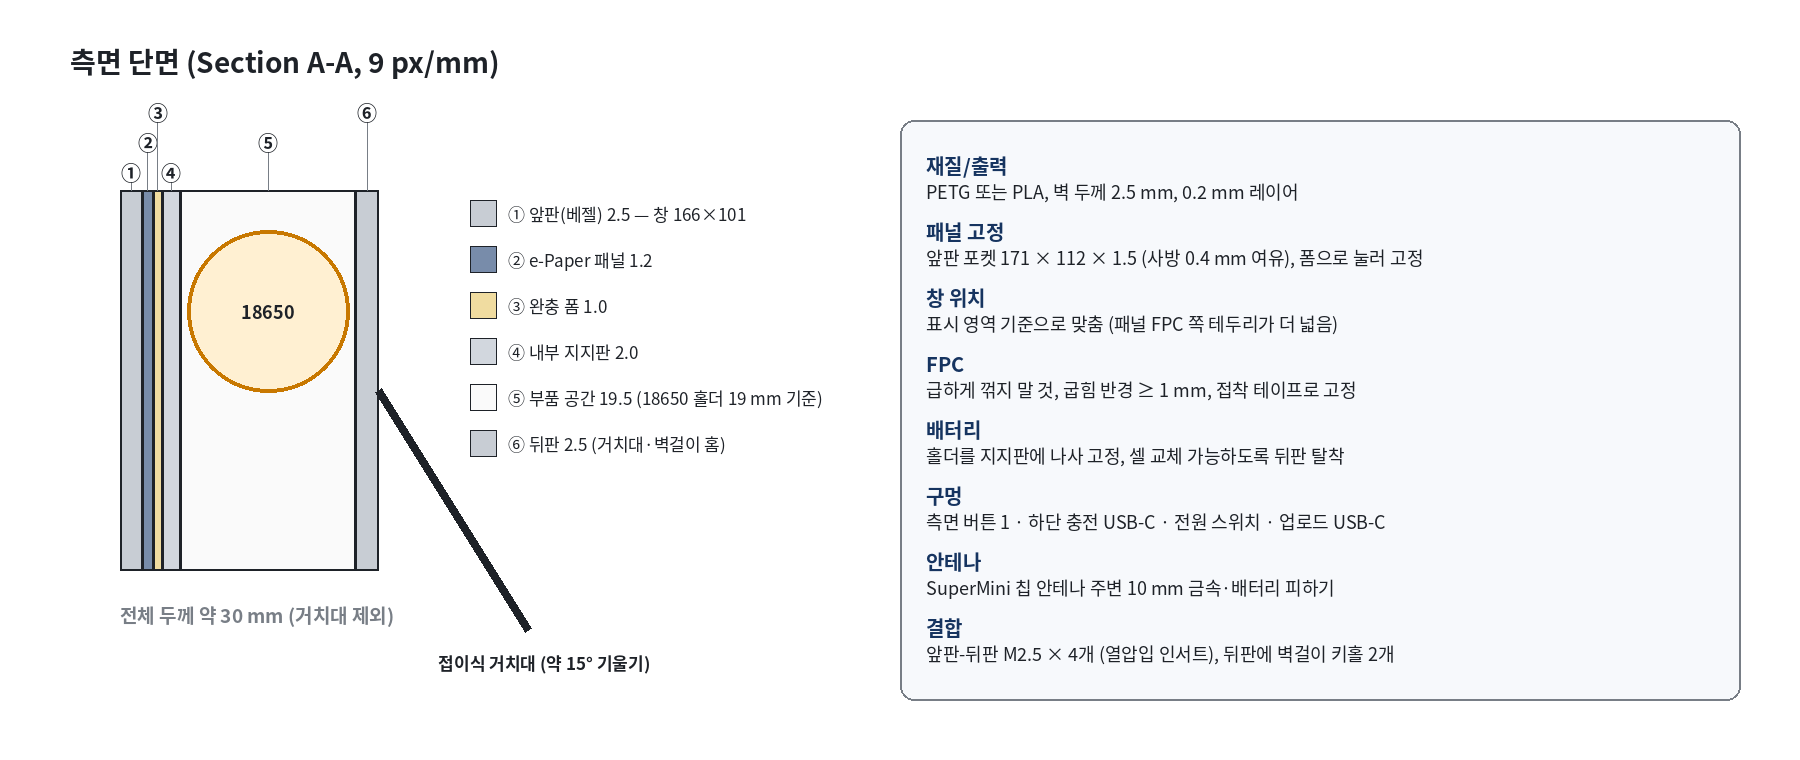 측면 단면 (Section A-A, 9 px/mm)
③
⑥
②
⑤
①
④
18650
① 앞판(베젤) 2.5 — 창 166×101
② e-Paper 패널 1.2
③ 완충 폼 1.0
④ 내부 지지판 2.0
⑤ 부품 공간 19.5 (18650 홀더 19 mm 기준)
⑥ 뒤판 2.5 (거치대·벽걸이 홈)
전체 두께 약 30 mm (거치대 제외)
접이식 거치대 (약 15° 기울기)
재질/출력
PETG 또는 PLA, 벽 두께 2.5 mm, 0.2 mm 레이어
패널 고정
앞판 포켓 171 × 112 × 1.5 (사방 0.4 mm 여유), 폼으로 눌러 고정
창 위치
표시 영역 기준으로 맞춤 (패널 FPC 쪽 테두리가 더 넓음)
FPC
급하게 꺾지 말 것, 굽힘 반경 ≥ 1 mm, 접착 테이프로 고정
배터리
홀더를 지지판에 나사 고정, 셀 교체 가능하도록 뒤판 탈착
구멍
측면 버튼 1 · 하단 충전 USB-C · 전원 스위치 · 업로드 USB-C
안테나
SuperMini 칩 안테나 주변 10 mm 금속·배터리 피하기
결합
앞판-뒤판 M2.5 × 4개 (열압입 인서트), 뒤판에 벽걸이 키홀 2개